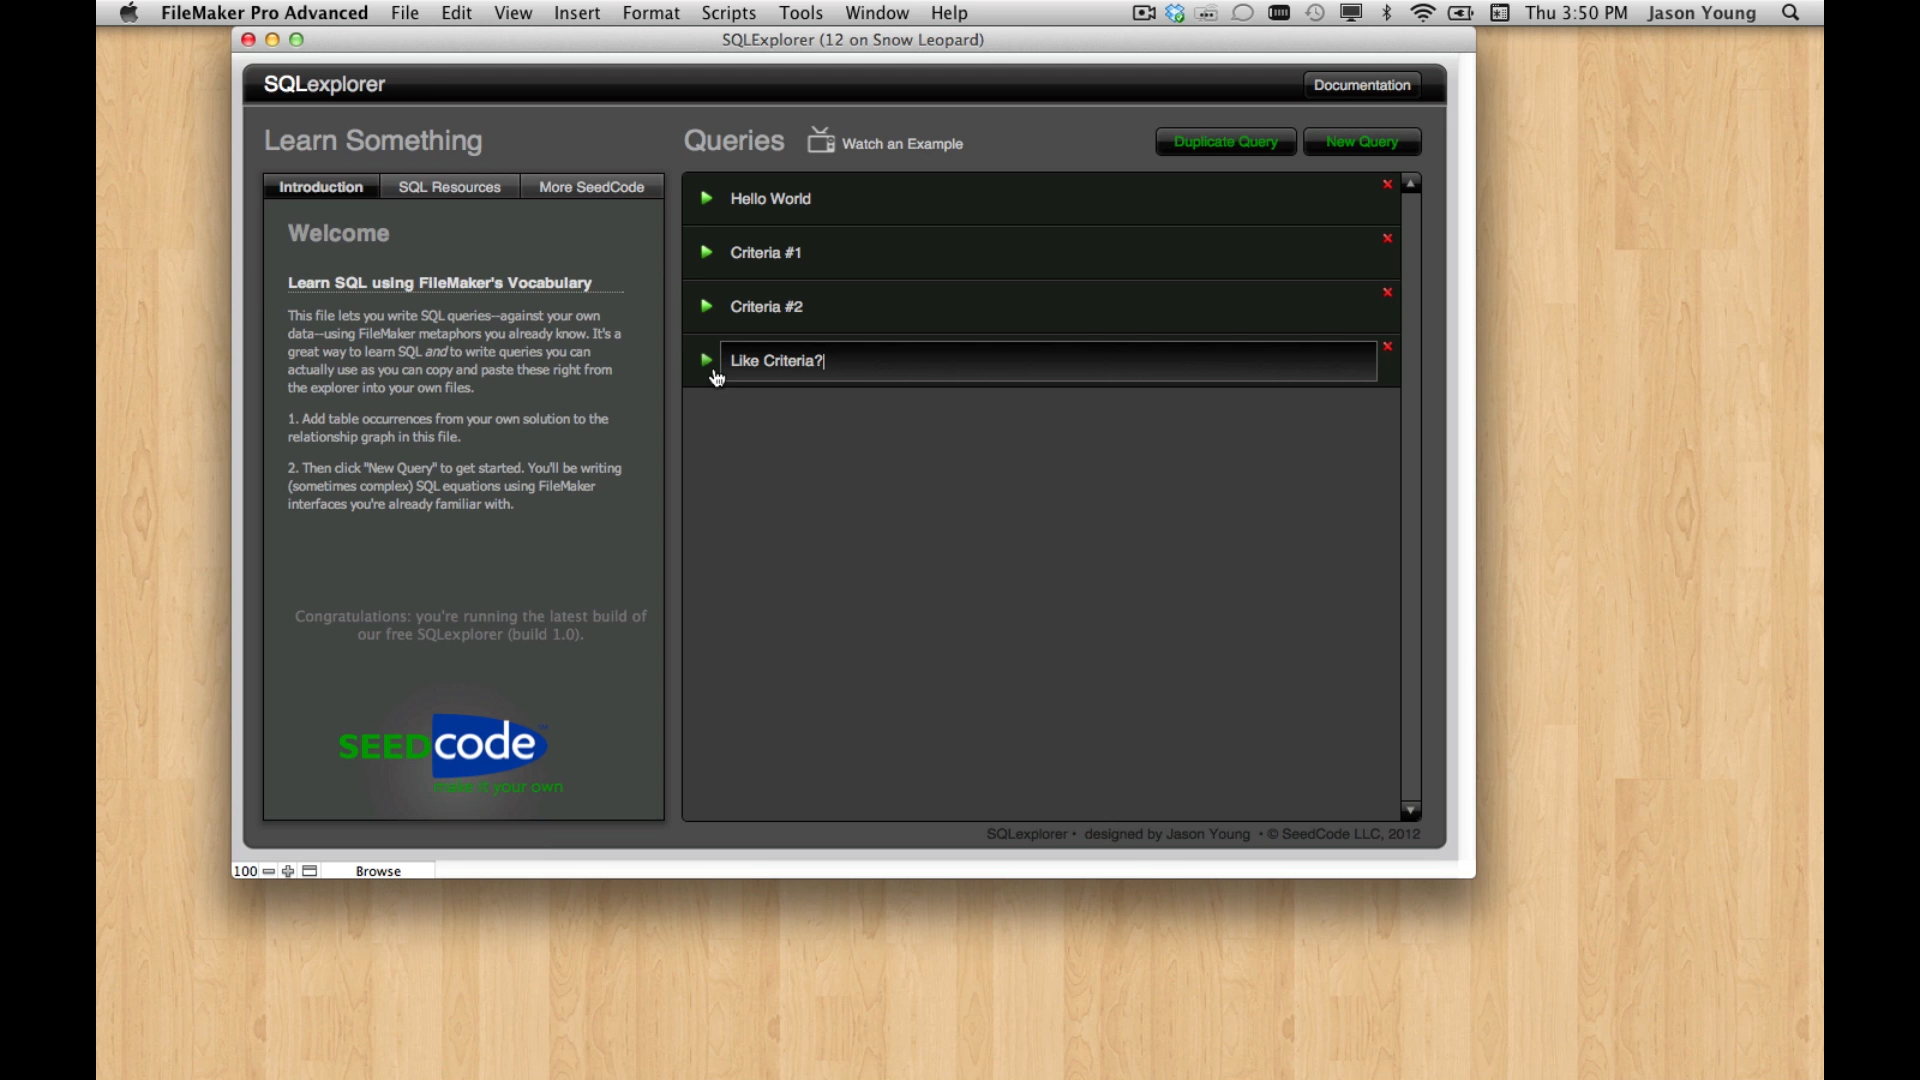 FileMaker Pro Advanced File Edit View Insert Format Scripts Tools Window Help Thu 3:50 PM Jason Young
SQLExplorer (12 on Snow Leopard)
SQLexplorer
Documentation
Learn Something
Queries
Watch an Example
Duplicate Query
New Query
Introduction
SQL Resources
More SeedCode
Welcome
Learn SQL using FileMaker's Vocabulary
This file lets you write SQL queries--against your own
data--using FileMaker metaphors you already know. It's a
great way to learn SQL and to write queries you can
actually use as you can copy and paste these right from
the explorer into your own files.
1. Add table occurrences from your own solution to the
relationship graph in this file.
2. Then click "New Query" to get started. You'll be writing
(sometimes complex) SQL equations using FileMaker
interfaces you're already familiar with.
Congratulations: you're running the latest build of
our free SQLexplorer (build 1.0).
SEEDcode™
make it your own
Hello World
Criteria #1
Criteria #2
Like Criteria?
SQLexplorer • designed by Jason Young • © SeedCode LLC, 2012
100 Browse